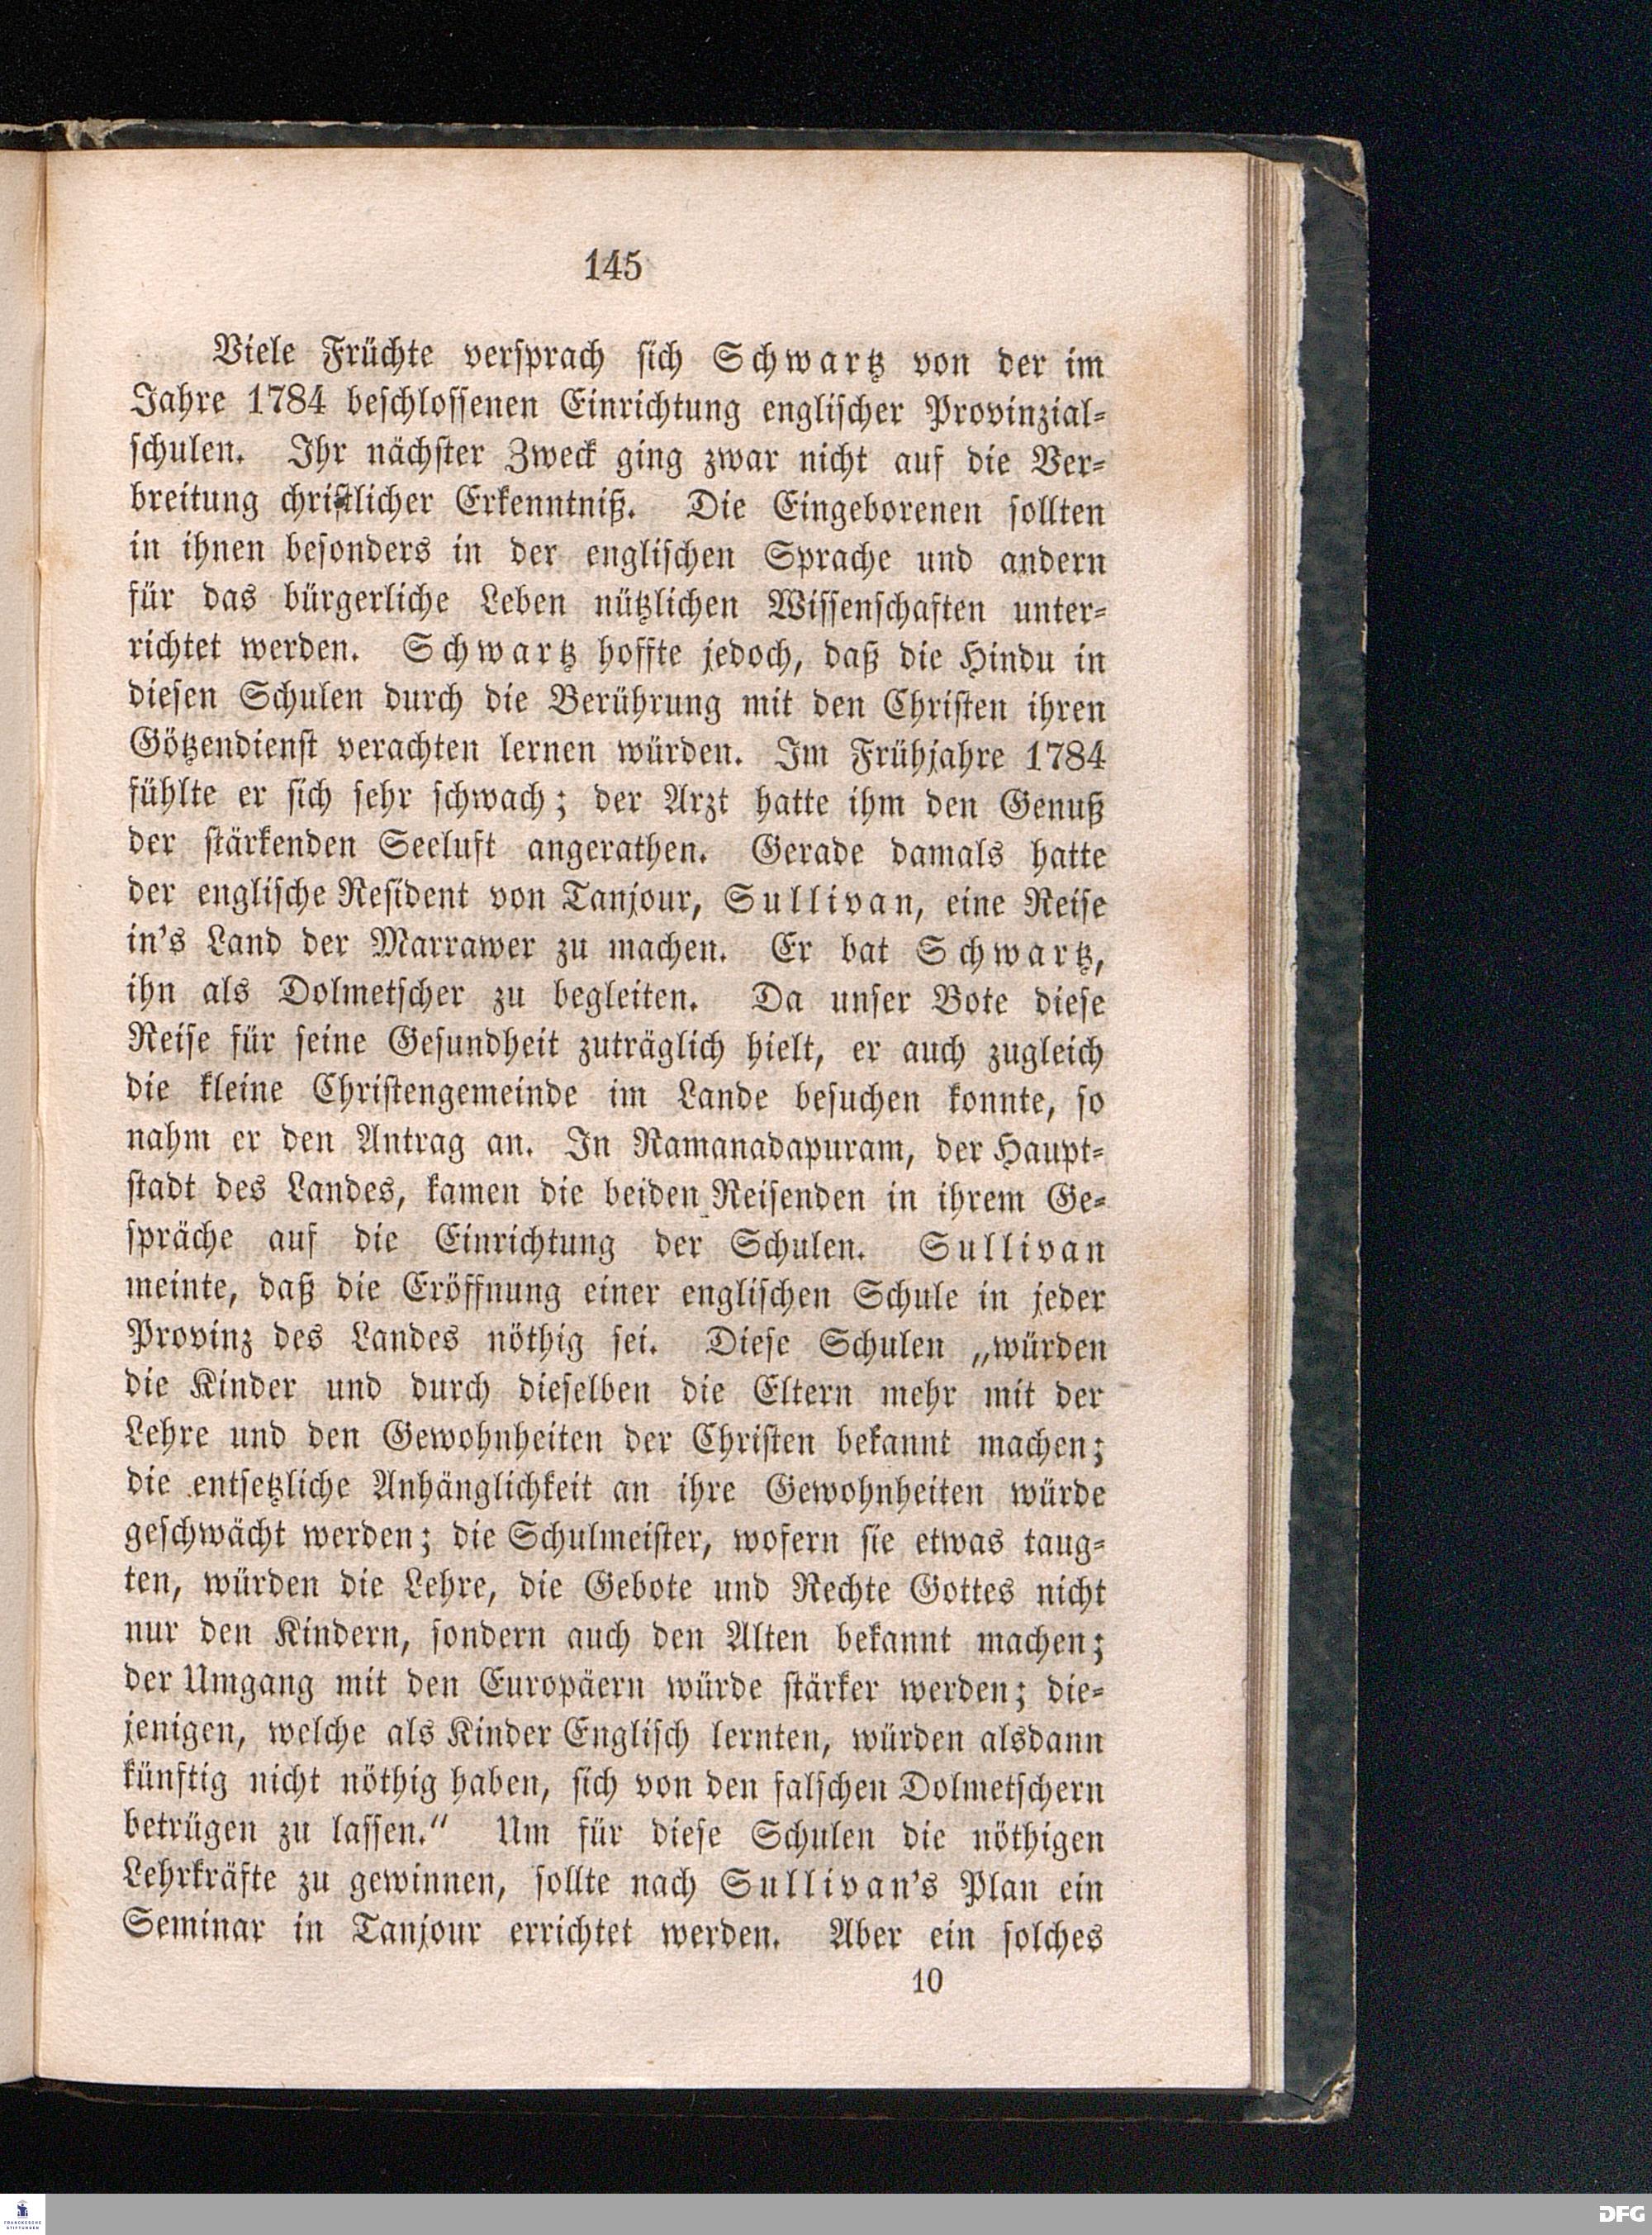 145
Viele Früchte versprach sich Schwartz von der im
Jahre 1784 beschlossenen Einrichtung englischer Provinzial-
schulen. Ihr nächster Zweck ging zwar nicht auf die Ver-
breitung christlicher Erkenntniß. Die Eingeborenen sollten
in ihnen besonders in der englischen Sprache und andern
für das bürgerliche Leben nützlichen Wissenschaften unter-
richtet werden. Schwartz hoffte jedoch, daß die Hindu in
diesen Schulen durch die Berührung mit den Christen ihren
Götzendienst verachten lernen würden. Im Frühjahre 1784
fühlte er sich sehr schwach; der Arzt hatte ihm den Genuß
der stärkenden Seeluft angerathen. Gerade damals hatte
der englische Resident von Tanjour, Sullivan, eine Reise
in's Land der Marrawer zu machen. Er bat Schwartz,
ihn als Dolmetscher zu begleiten. Da unser Bote diese
Reise für seine Gesundheit zuträglich hielt, er auch zugleich
die kleine Christengemeinde im Lande besuchen konnte, so
nahm er den Antrag an. In Ramanadapuram, der Haupt-
stadt des Landes, kamen die beiden Reisenden in ihrem Ge-
spräche auf die Einrichtung der Schulen. Sullivan
meinte, daß die Eröffnung einer englischen Schule in jeder
Provinz des Landes nöthig sei. Diese Schulen „würden
die Kinder und durch dieselben die Eltern mehr mit der
Lehre und den Gewohnheiten der Christen bekannt machen;
die entsetzliche Anhänglichkeit an ihre Gewohnheiten würde
geschwächt werden; die Schulmeister, wofern sie etwas taug-
ten, würden die Lehre, die Gebote und Rechte Gottes nicht
nur den Kindern, sondern auch den Alten bekannt machen;
der Umgang mit den Europäern würde stärker werden; die-
jenigen, welche als Kinder Englisch lernten, würden alsdann
künftig nicht nöthig haben, sich von den falschen Dolmetschern
betrügen zu lassen.“ Um für diese Schulen die nöthigen
Lehrkräfte zu gewinnen, sollte nach Sullivan's Plan ein
Seminar in Tanjour errichtet werden. Aber ein solches
10
FRANCKESCHE
STIFTUNGEN
DFG